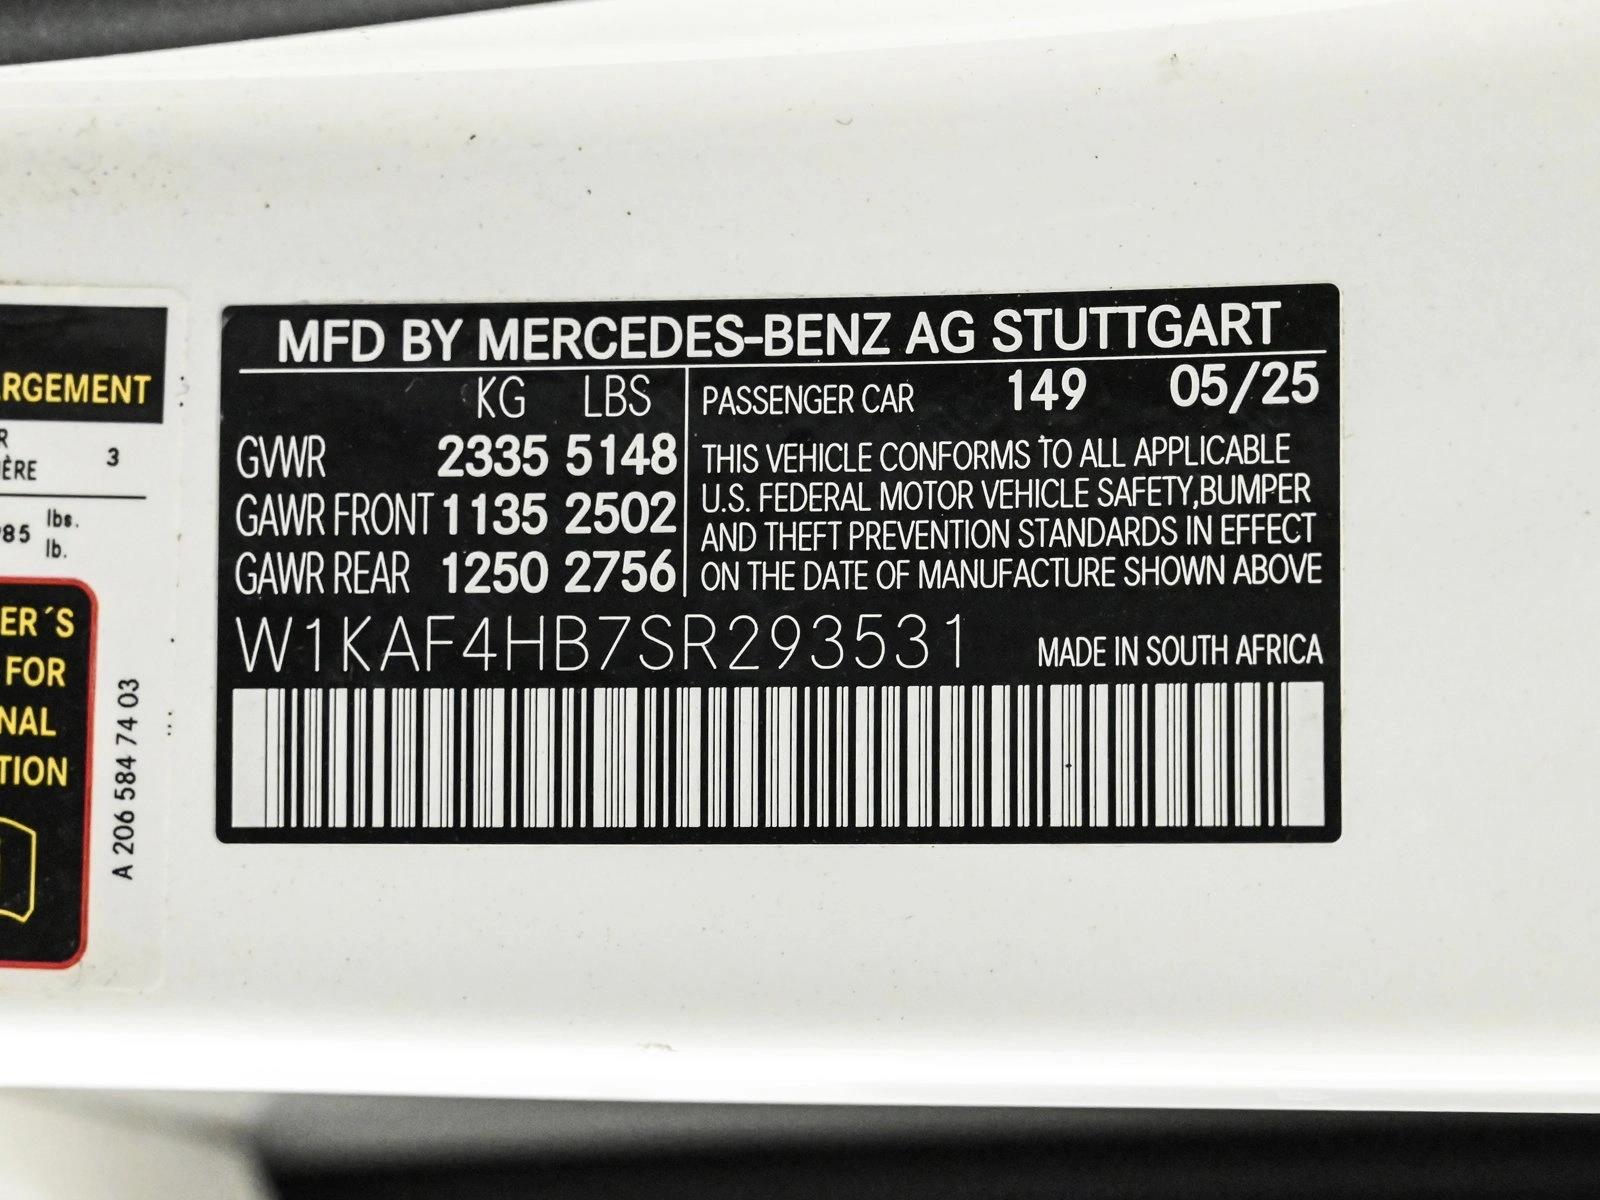 RGEMENT
R
IÈRE 3
985 lbs.
lb.
ER´S
FOR
NAL
TION
A 206 584 74 03
MFD BY MERCEDES-BENZ AG STUTTGART
KG LBS
GVWR 2335 5148
GAWR FRONT 1135 2502
GAWR REAR 1250 2756
PASSENGER CAR 149 05/25
THIS VEHICLE CONFORMS TO ALL APPLICABLE
U.S. FEDERAL MOTOR VEHICLE SAFETY,BUMPER
AND THEFT PREVENTION STANDARDS IN EFFECT
ON THE DATE OF MANUFACTURE SHOWN ABOVE
W1KAF4HB7SR293531 MADE IN SOUTH AFRICA